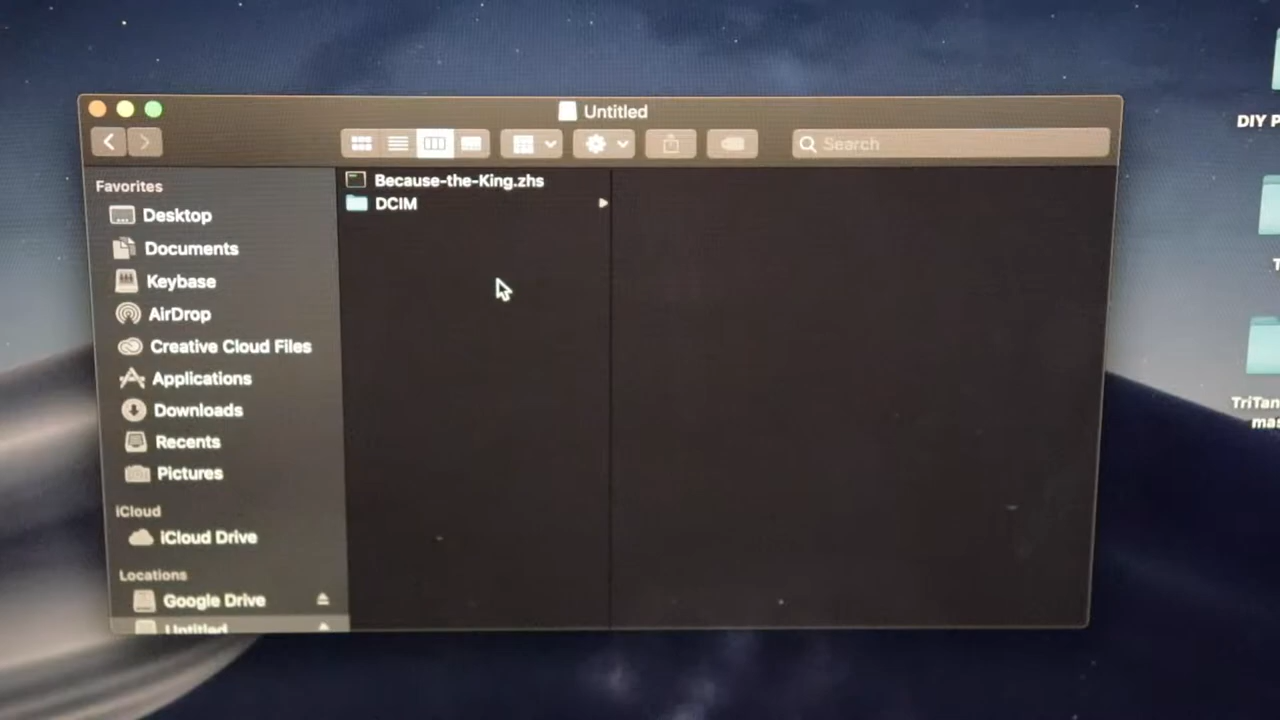 Untitled
Search
Favorites
Desktop
Documents
Keybase
AirDrop
Creative Cloud Files
Applications
Downloads
Recents
Pictures
iCloud
iCloud Drive
Locations
Google Drive
Untitled
Because-the-King.zhs
DCIM
DIY P
T
TriTan
mas